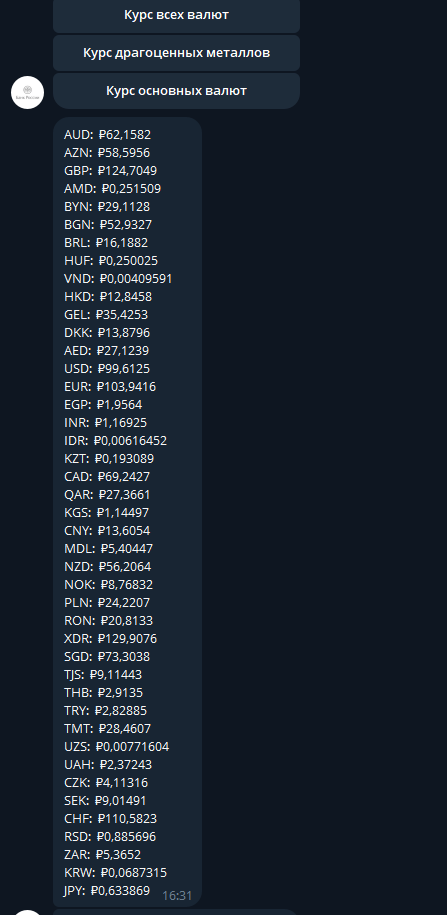 Курс всех валют
Курс драгоценных металлов
Курс основных валют
AUD: ₽62,1582
AZN: ₽58,5956
GBP: ₽124,7049
AMD: ₽0,251509
BYN: ₽29,1128
BGN: ₽52,9327
BRL: ₽16,1882
HUF: ₽0,250025
VND: ₽0,00409591
HKD: ₽12,8458
GEL: ₽35,4253
DKK: ₽13,8796
AED: ₽27,1239
USD: ₽99,6125
EUR: ₽103,9416
EGP: ₽1,9564
INR: ₽1,16925
IDR: ₽0,00616452
KZT: ₽0,193089
CAD: ₽69,2427
QAR: ₽27,3661
KGS: ₽1,14497
CNY: ₽13,6054
MDL: ₽5,40447
NZD: ₽56,2064
NOK: ₽8,76832
PLN: ₽24,2207
RON: ₽20,8133
XDR: ₽129,9076
SGD: ₽73,3038
TJS: ₽9,11443
THB: ₽2,9135
TRY: ₽2,82885
TMT: ₽28,4607
UZS: ₽0,00771604
UAH: ₽2,37243
CZK: ₽4,11316
SEK: ₽9,01491
CHF: ₽110,5823
RSD: ₽0,885696
ZAR: ₽5,3652
KRW: ₽0,0687315
JPY: ₽0,633869
16:31